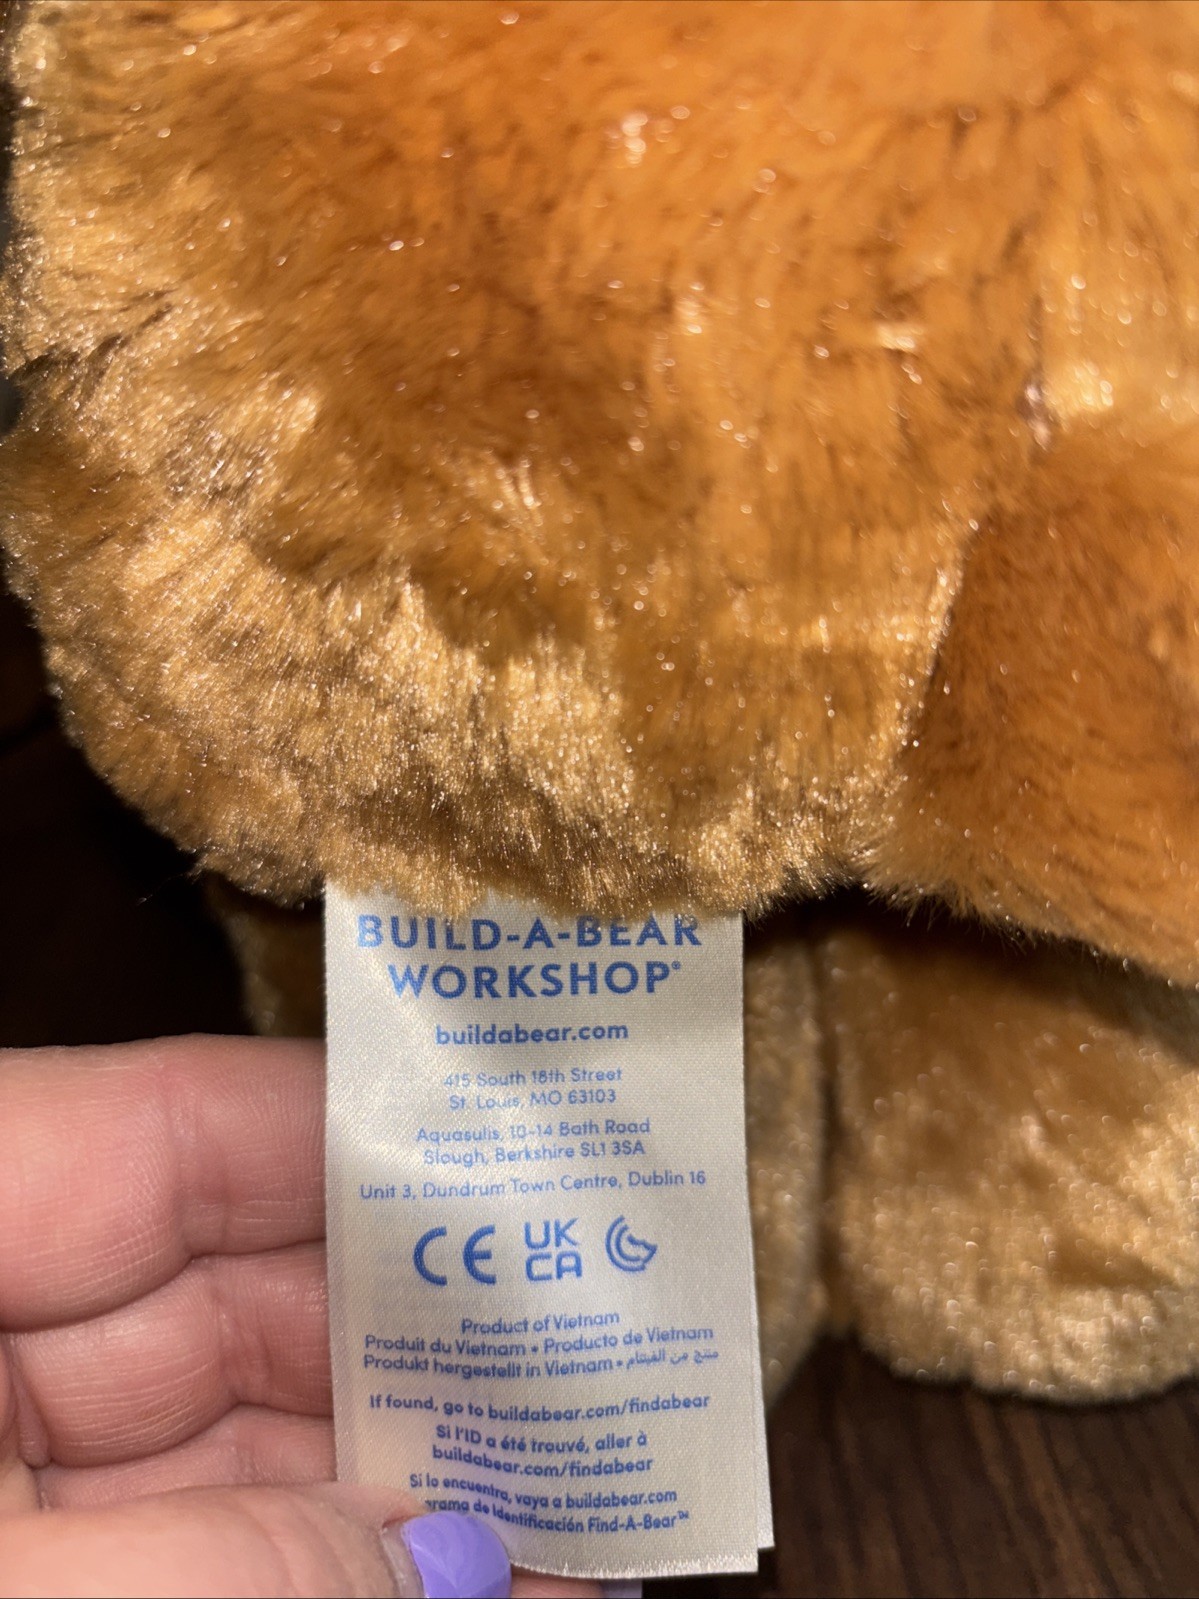 BUILD-A-BEAR
WORKSHOP®
buildabear.com
415 South 18th Street
St. Louis, MO 63103
Aquasulis, 10-14 Bath Road
Slough, Berkshire SL1 3SA
Unit 3, Dundrum Town Centre, Dublin 16
CE UK CA
Product of Vietnam
Produit du Vietnam • Producto de Vietnam
Produkt hergestellt in Vietnam • منتج من الفيتنام
If found, go to buildabear.com/findabear
Si l'ID a été trouvé, aller à
buildabear.com/findabear
Si lo encuentra, vaya a buildabear.com
de Identificación Find-A-Bear™